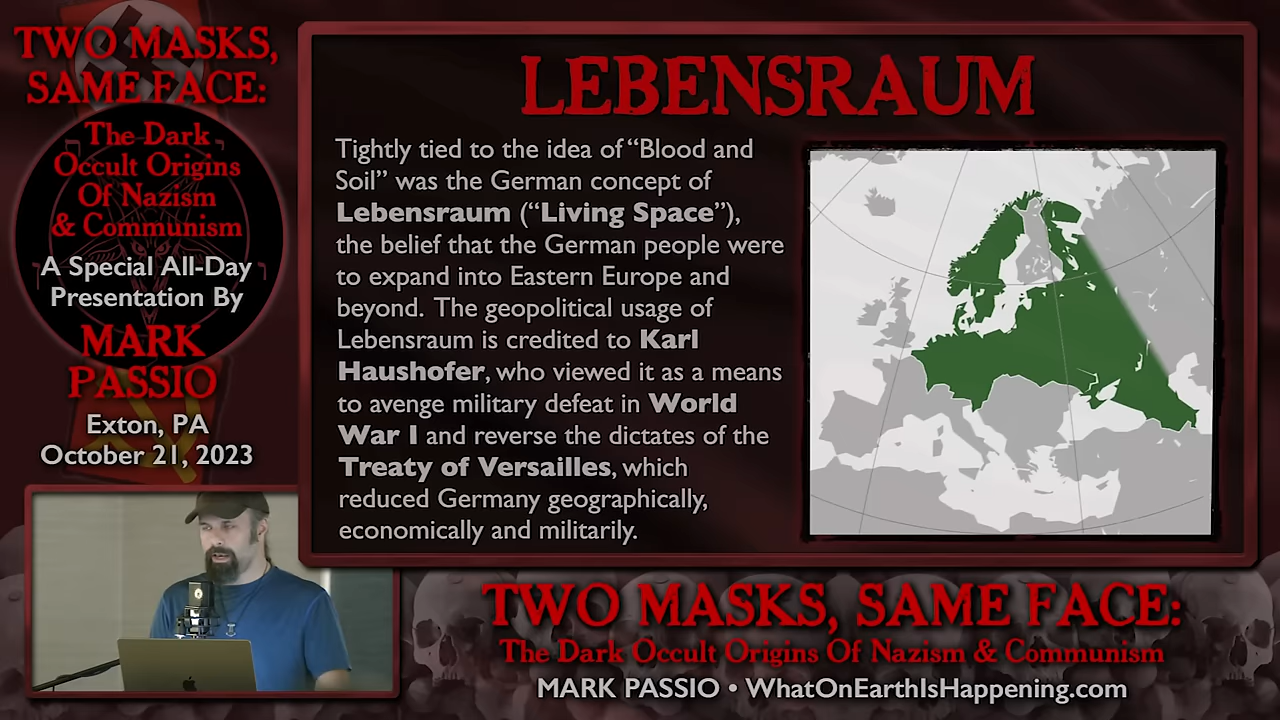 TWO MASKS,
SAME FACE:
The Dark
Occult Origins
Of Nazism
& Communism
A Special All-Day
Presentation By
MARK
PASSIO
Exton, PA
October 21, 2023
LEBENSRAUM
Tightly tied to the idea of “Blood and
Soil” was the German concept of
Lebensraum (“Living Space”),
the belief that the German people were
to expand into Eastern Europe and
beyond. The geopolitical usage of
Lebensraum is credited to Karl
Haushofer, who viewed it as a means
to avenge military defeat in World
War I and reverse the dictates of the
Treaty of Versailles, which
reduced Germany geographically,
economically and militarily.
TWO MASKS, SAME FACE:
The Dark Occult Origins Of Nazism & Communism
MARK PASSIO • WhatOnEarthIsHappening.com